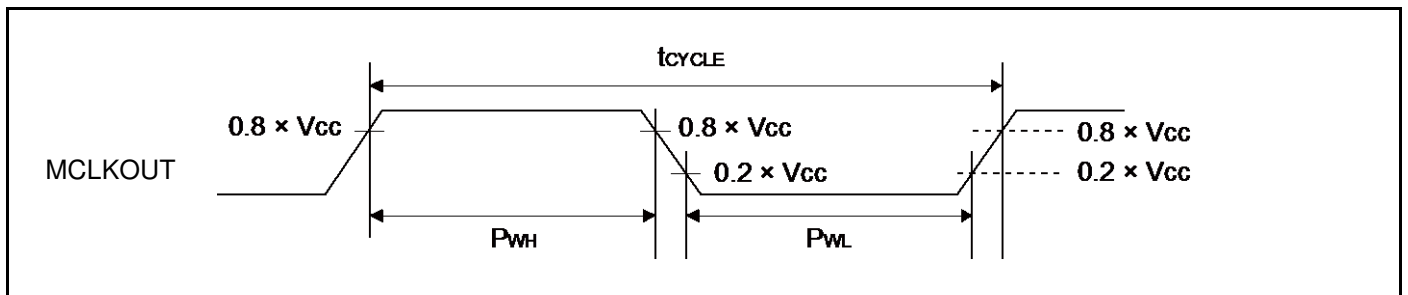 tCYCLE
0.8 × Vcc
0.8 × Vcc
0.8 × Vcc
MCLKOUT
0.2 × Vcc
0.2 × Vcc
PWH
PWL